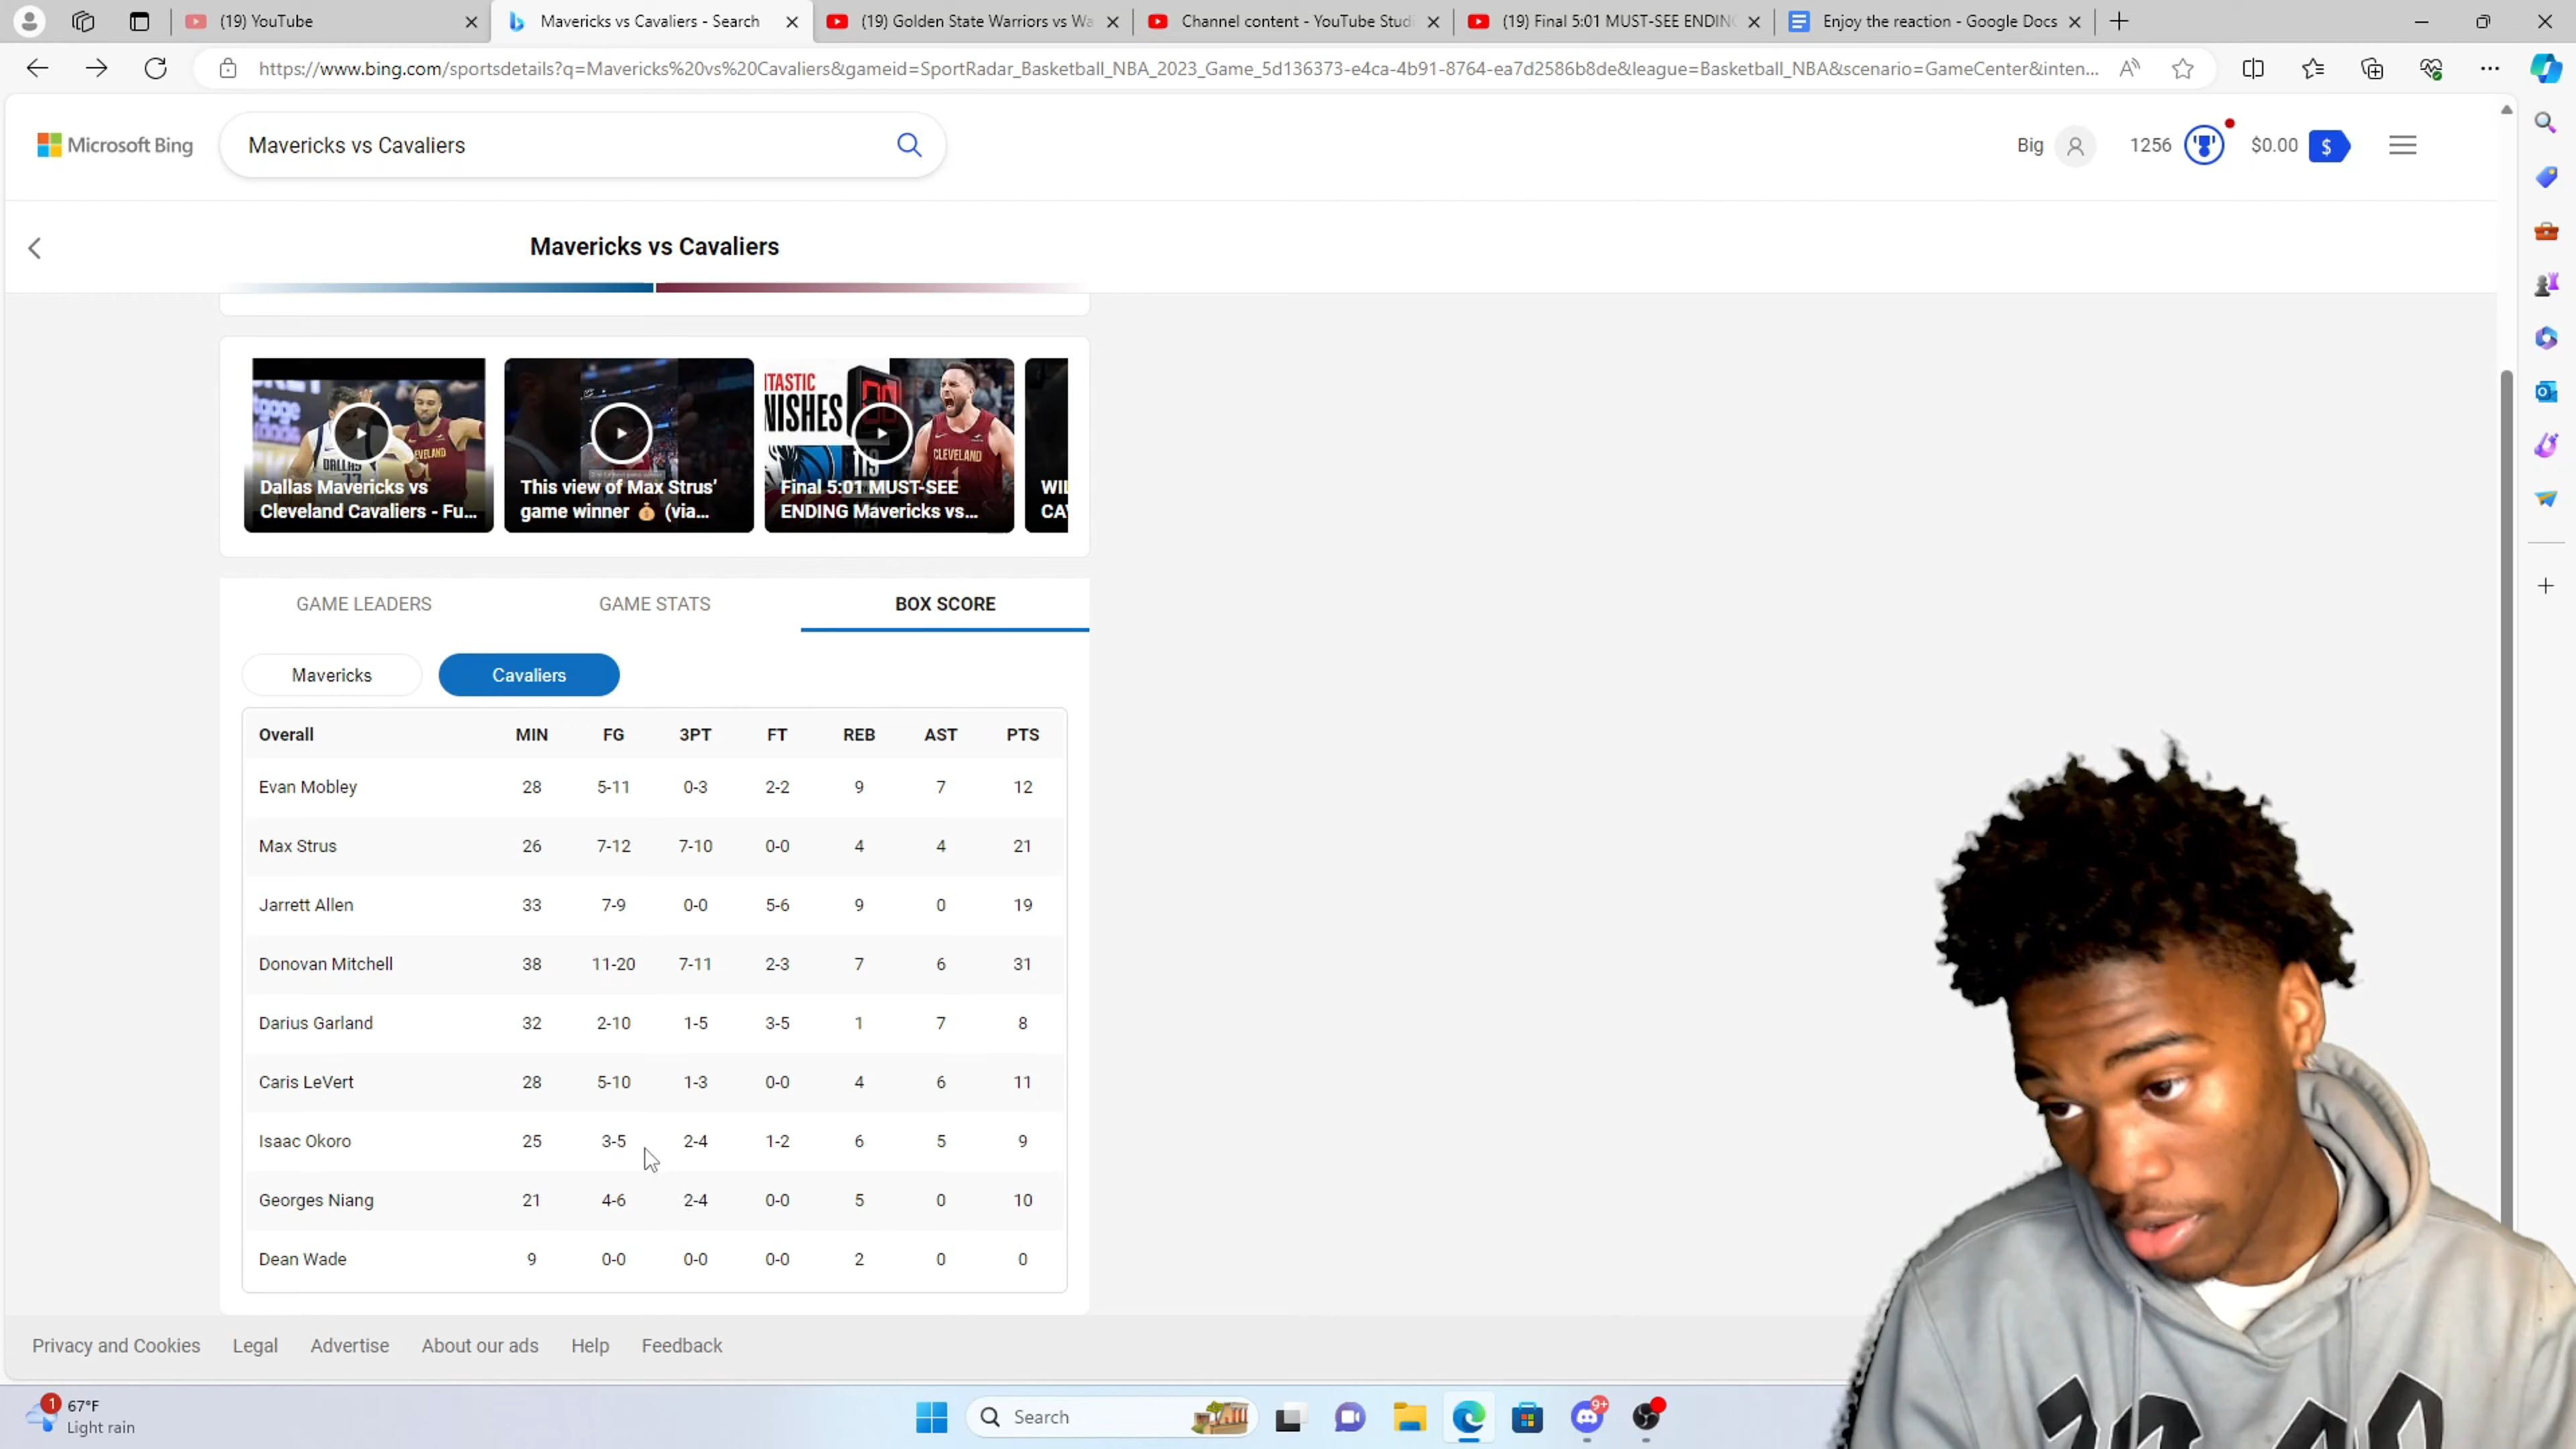 (19) YouTube
Mavericks vs Cavaliers - Search
(19) Golden State Warriors vs Wa
Channel content - YouTube Studi
(19) Final 5:01 MUST-SEE ENDING
Enjoy the reaction - Google Docs
https://www.bing.com/sportsdetails?q=Mavericks%20vs%20Cavaliers&gameid=SportRadar_Basketball_NBA_2023_Game_5d136373-e4ca-4b91-8764-ea7d2586b8de&league=Basketball_NBA&scenario=GameCenter&inten...
Microsoft Bing
Mavericks vs Cavaliers
Big
1256
$0.00
$
Mavericks vs Cavaliers
Dallas Mavericks vs
Cleveland Cavaliers - Fu...
This view of Max Strus'
game winner 💰 (via...
NTASTIC
NISHES
119
CLEVELAND
1
Final 5:01 MUST-SEE
ENDING Mavericks vs...
WIL
CAV
GAME LEADERS GAME STATS BOX SCORE
Mavericks Cavaliers
Overall MIN FG 3PT FT REB AST PTS
Evan Mobley 28 5-11 0-3 2-2 9 7 12
Max Strus 26 7-12 7-10 0-0 4 4 21
Jarrett Allen 33 7-9 0-0 5-6 9 0 19
Donovan Mitchell 38 11-20 7-11 2-3 7 6 31
Darius Garland 32 2-10 1-5 3-5 1 7 8
Caris LeVert 28 5-10 1-3 0-0 4 6 11
Isaac Okoro 25 3-5 2-4 1-2 6 5 9
Georges Niang 21 4-6 2-4 0-0 5 0 10
Dean Wade 9 0-0 0-0 0-0 2 0 0
Privacy and Cookies Legal Advertise About our ads Help Feedback
1
67°F
Light rain
Search
9+